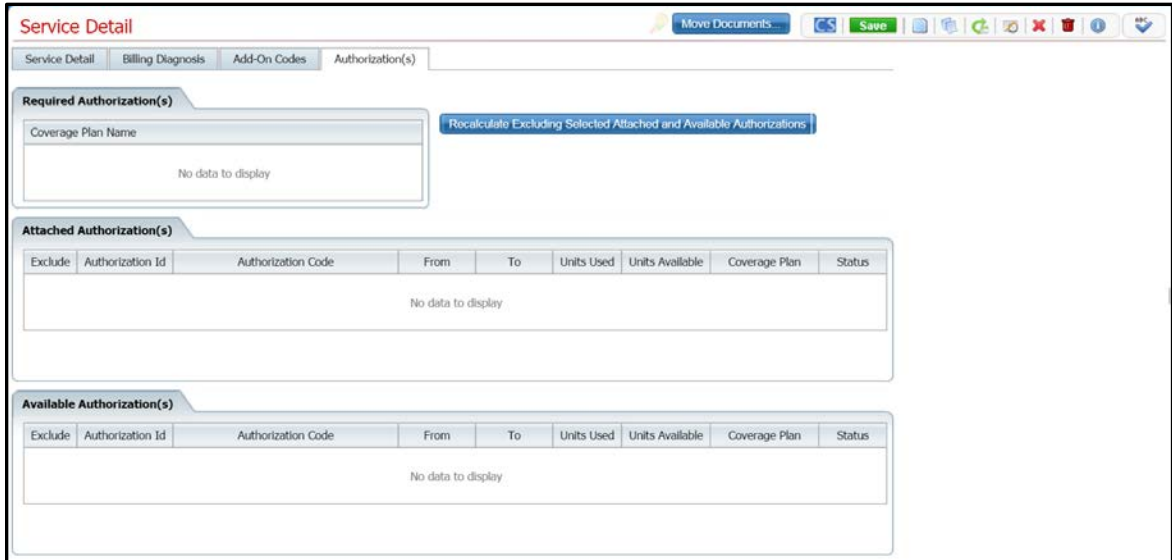 Service Detail Move Documents... CS Save ABC
Service Detail Billing Diagnosis Add-On Codes Authorization(s)
Required Authorization(s)
Recalculate Excluding Selected Attached and Available Authorizations
Coverage Plan Name
No data to display
Attached Authorization(s)
Exclude Authorization Id Authorization Code From To Units Used Units Available Coverage Plan Status
No data to display
Available Authorization(s)
Exclude Authorization Id Authorization Code From To Units Used Units Available Coverage Plan Status
No data to display